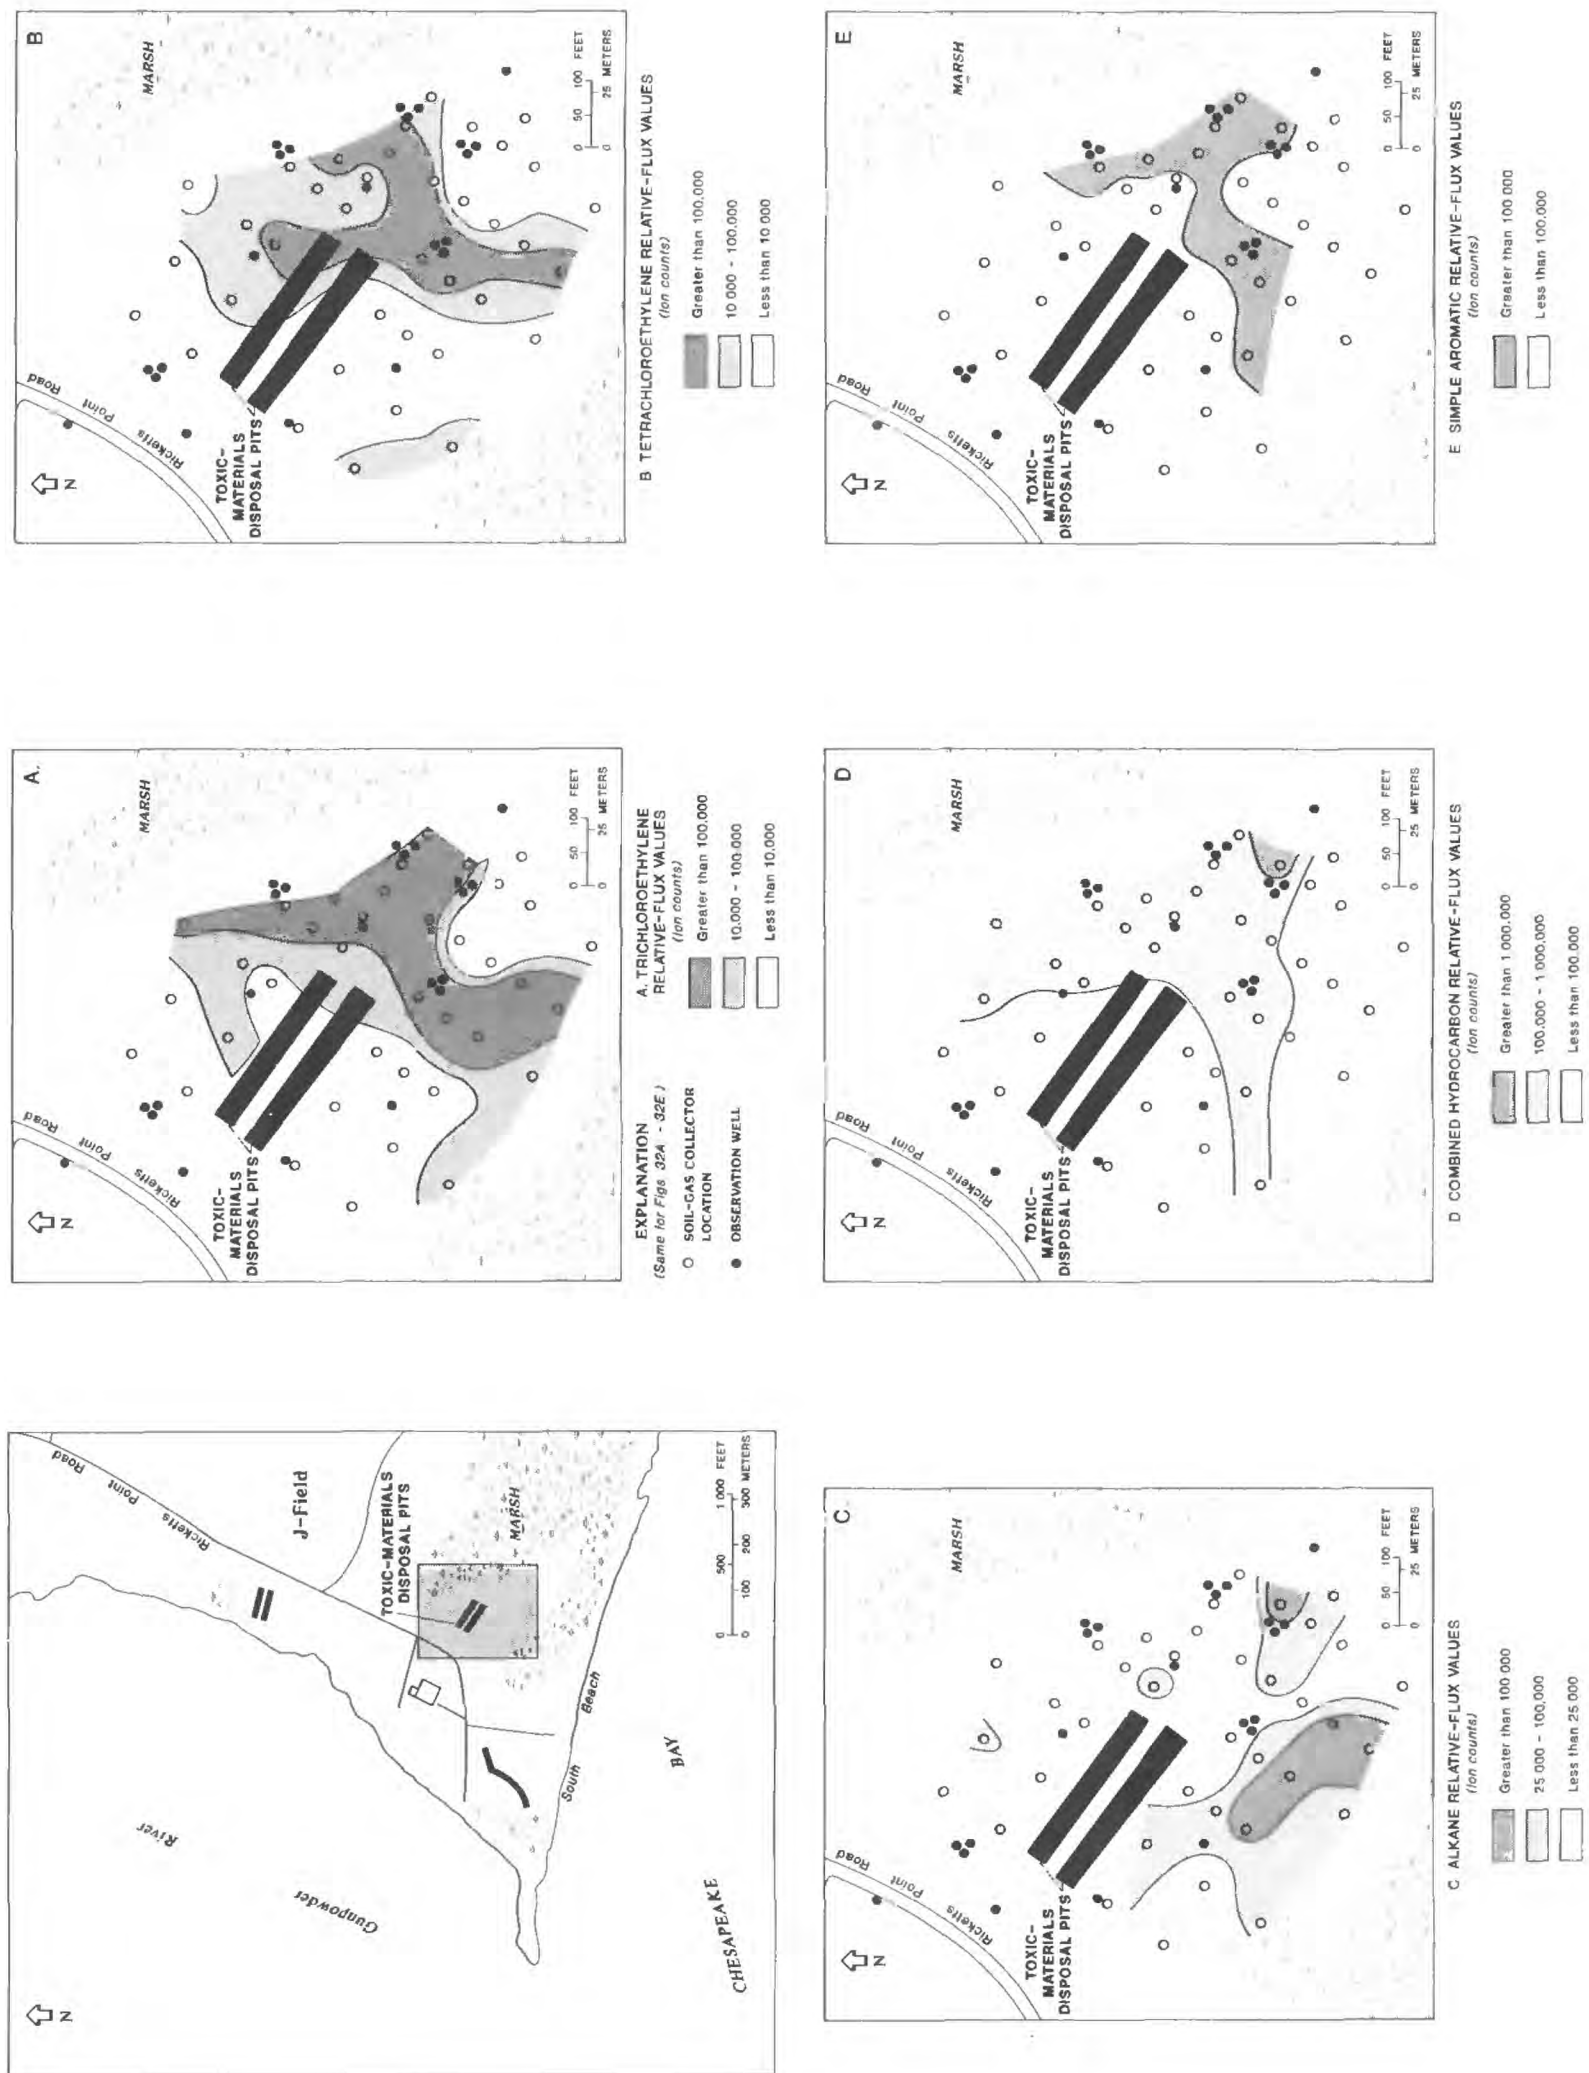 N
Gunpowder
River
Ricketts
Point
Road
J-Field
TOXIC-MATERIALS
DISPOSAL PITS
MARSH
South
Beach
CHESAPEAKE
BAY
0 500 1 000 FEET
0 100 200 300 METERS
A.
N
Ricketts
Point
Road
MARSH
TOXIC-
MATERIALS
DISPOSAL PITS
0 50 100 FEET
0 25 METERS
EXPLANATION
(Same for Figs 32A - 32E)
SOIL-GAS COLLECTOR
LOCATION
OBSERVATION WELL
A. TRICHLOROETHYLENE
RELATIVE-FLUX VALUES
(Ion counts)
Greater than 100,000
10,000 - 100,000
Less than 10,000
B
N
Ricketts
Point
Road
MARSH
TOXIC-
MATERIALS
DISPOSAL PITS
0 50 100 FEET
0 25 METERS
B TETRACHLOROETHYLENE RELATIVE-FLUX VALUES
(Ion counts)
Greater than 100,000
10 000 - 100,000
Less than 10 000
C
N
Ricketts
Point
Road
MARSH
TOXIC-
MATERIALS
DISPOSAL PITS
0 50 100 FEET
0 25 METERS
C ALKANE RELATIVE-FLUX VALUES
(Ion counts)
Greater than 100 000
25 000 - 100,000
Less than 25 000
D
N
Ricketts
Point
Road
MARSH
TOXIC-
MATERIALS
DISPOSAL PITS
0 50 100 FEET
0 25 METERS
D COMBINED HYDROCARBON RELATIVE-FLUX VALUES
(Ion counts)
Greater than 1,000,000
100,000 - 1 000,000
Less than 100,000
E
N
Ricketts
Point
Road
MARSH
TOXIC-
MATERIALS
DISPOSAL PITS
0 50 100 FEET
0 25 METERS
E SIMPLE AROMATIC RELATIVE-FLUX VALUES
(Ion counts)
Greater than 100 000
Less than 100,000